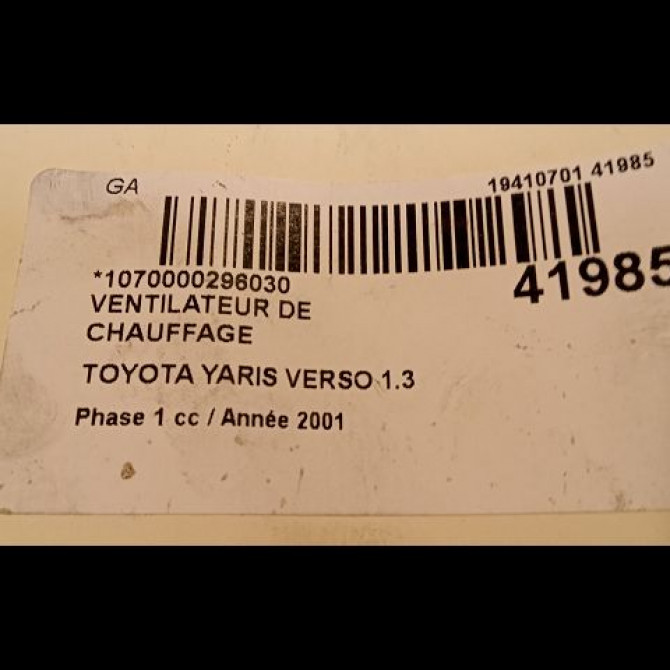 GA
19410701 41985
*1070000296030
41985
VENTILATEUR DE
CHAUFFAGE
TOYOTA YARIS VERSO 1.3
Phase 1 cc / Année 2001